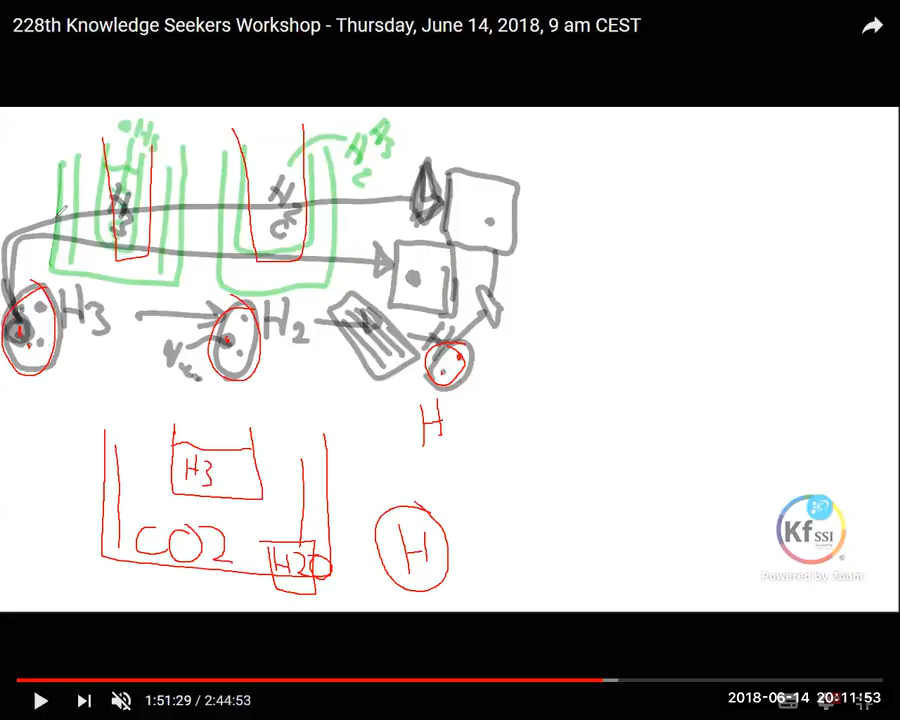 228th Knowledge Seekers Workshop - Thursday, June 14, 2018, 9 am CEST
H3
H2
H
H3
CO2
H2O
H
Kf SSI
Powered by Zoom
1:51:29 / 2:44:53
2018-06-14 20:11:53